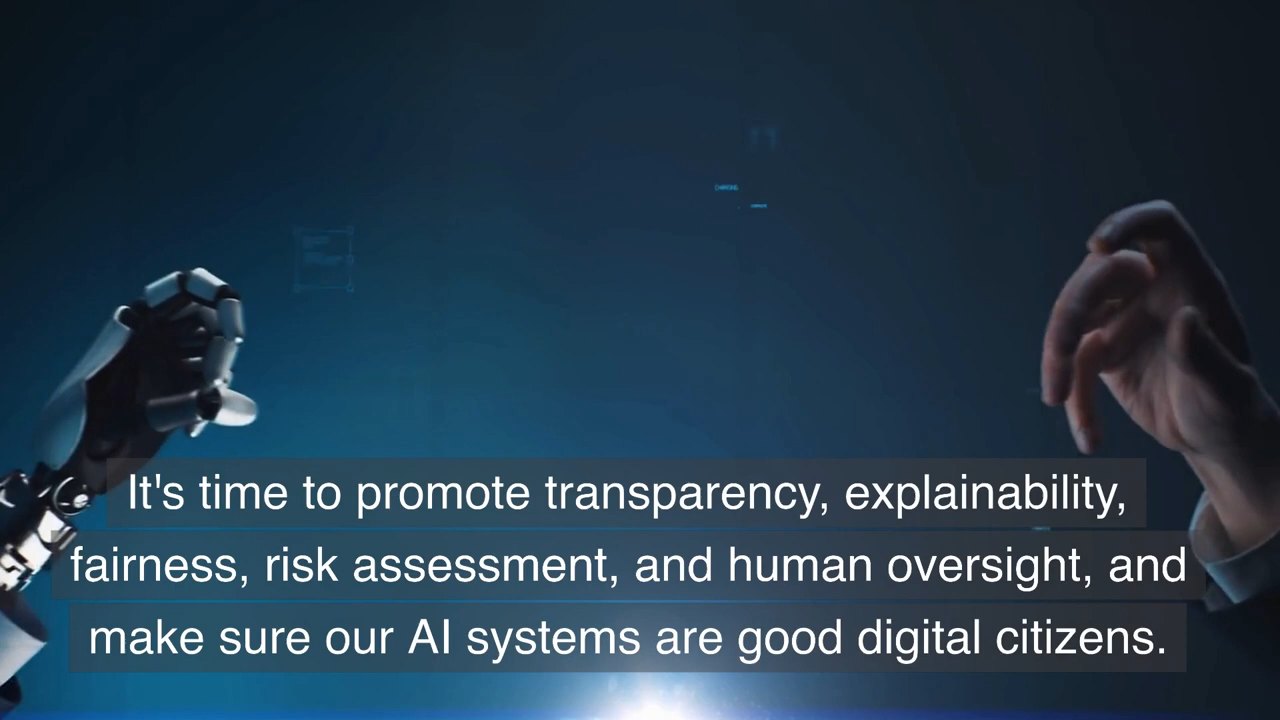 It's time to promote transparency, explainability,
fairness, risk assessment, and human oversight, and
make sure our AI systems are good digital citizens.